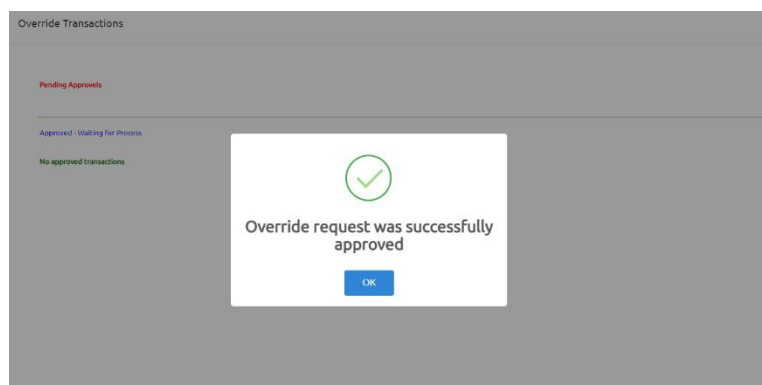 Override Transactions
Pending Approvels
Approved - Waiting for Process
No approved transactions
Override request was successfully
approved
OK